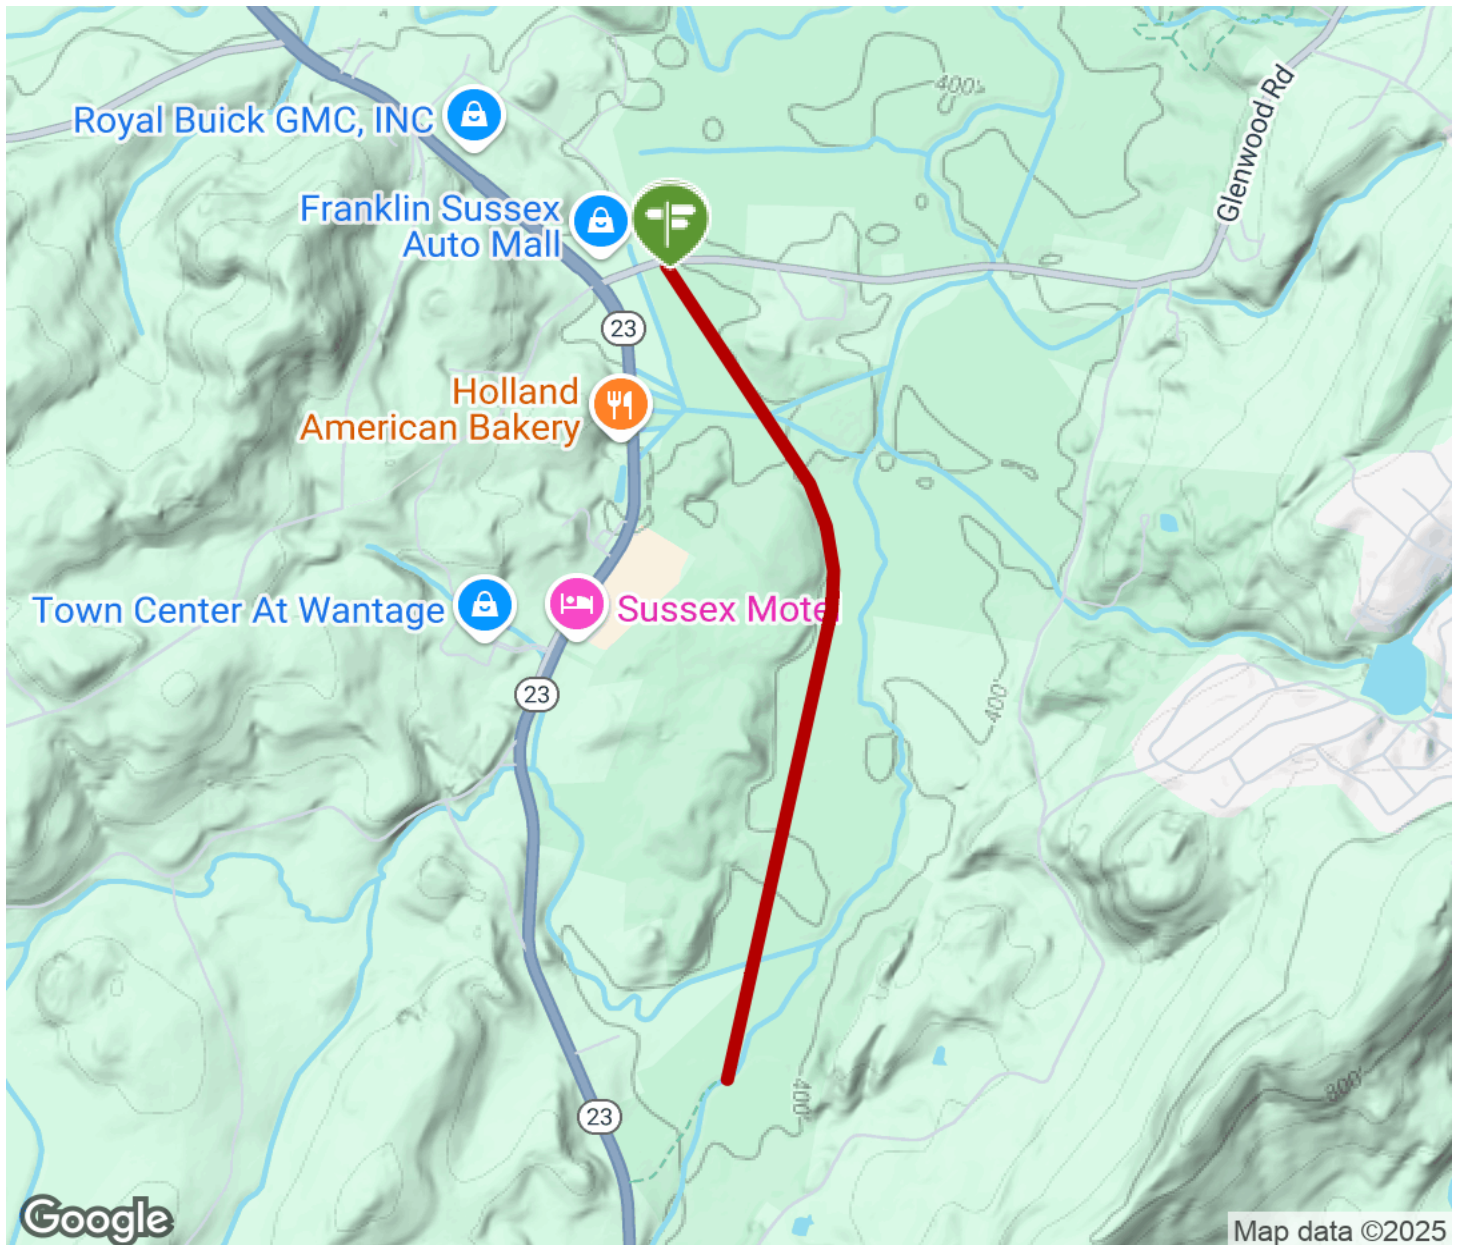 400'
Glenwood Rd
Royal Buick GMC, INC
Franklin Sussex
Auto Mall
23
Holland
American Bakery
Town Center At Wantage
Sussex Motel
23
400'
400'
800'
23
Google
Map data ©2025